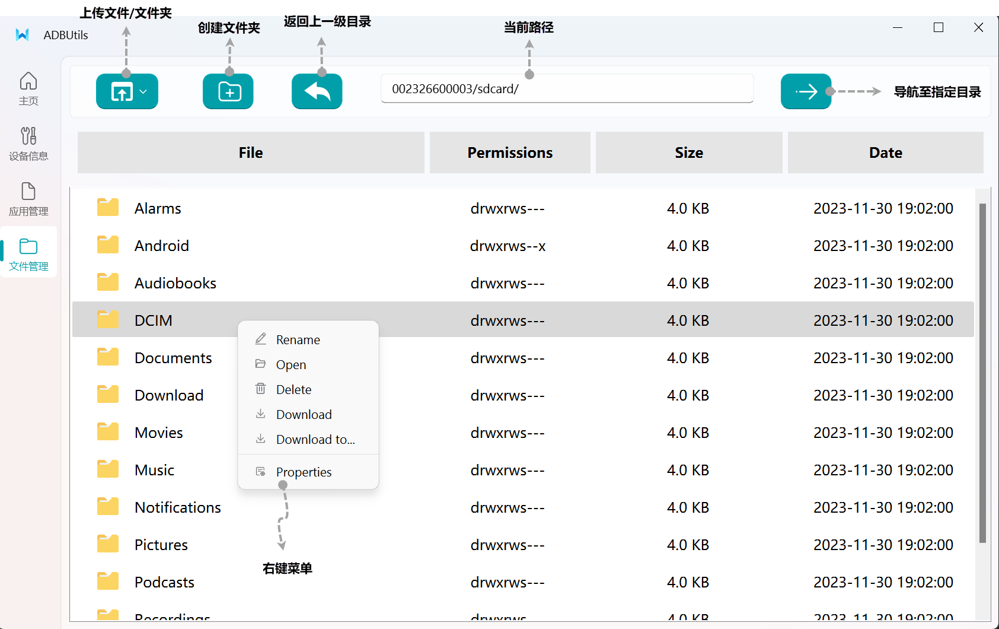 上传文件/文件夹
创建文件夹
返回上一级目录
当前路径
ADBUtils
002326600003/sdcard/
导航至指定目录
主页
设备信息
应用管理
文件管理
File Permissions Size Date
Alarms drwxrws--- 4.0 KB 2023-11-30 19:02:00
Android drwxrws--x 4.0 KB 2023-11-30 19:02:00
Audiobooks drwxrws--- 4.0 KB 2023-11-30 19:02:00
DCIM drwxrws--- 4.0 KB 2023-11-30 19:02:00
Documents drwxrws--- 4.0 KB 2023-11-30 19:02:00
Download drwxrws--- 4.0 KB 2023-11-30 19:02:00
Movies drwxrws--- 4.0 KB 2023-11-30 19:02:00
Music drwxrws--- 4.0 KB 2023-11-30 19:02:00
Notifications drwxrws--- 4.0 KB 2023-11-30 19:02:00
Pictures drwxrws--- 4.0 KB 2023-11-30 19:02:00
Podcasts drwxrws--- 4.0 KB 2023-11-30 19:02:00
Recordings drwxrws--- 4.0 KB 2023-11-30 19:02:00
Rename
Open
Delete
Download
Download to...
Properties
右键菜单